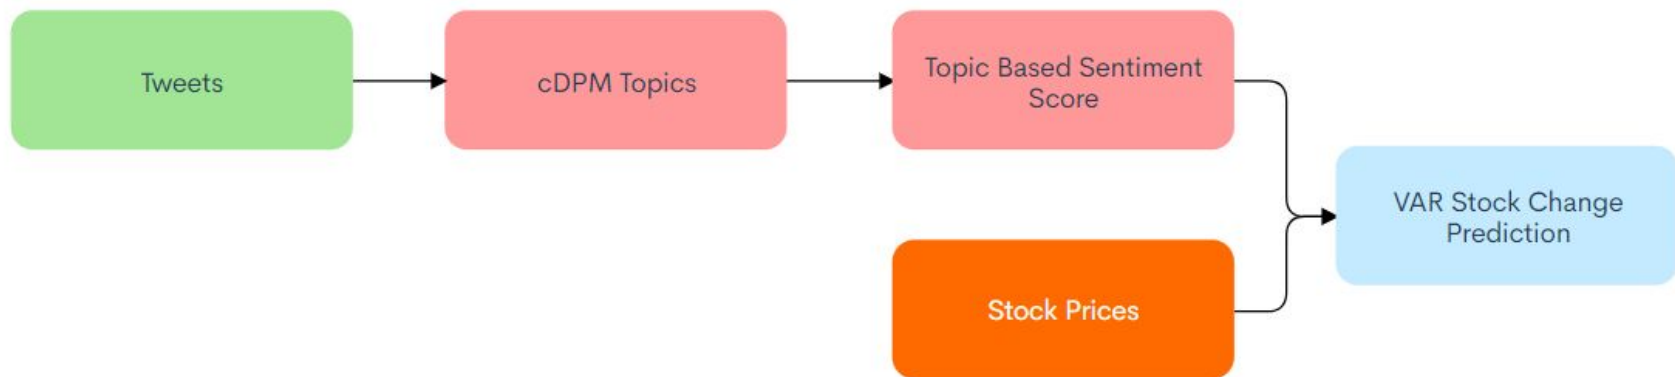 Tweets
cDPM Topics
Topic Based Sentiment
Score
VAR Stock Change
Prediction
Stock Prices